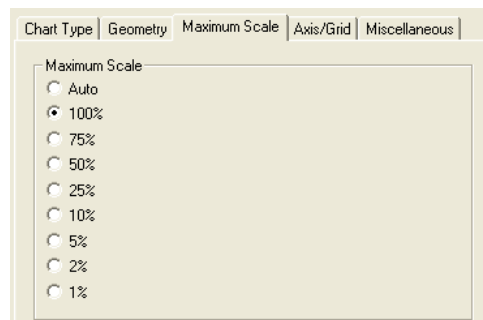 Chart Type Geometry Maximum Scale Axis/Grid Miscellaneous
Maximum Scale
Auto
100%
75%
50%
25%
10%
5%
2%
1%